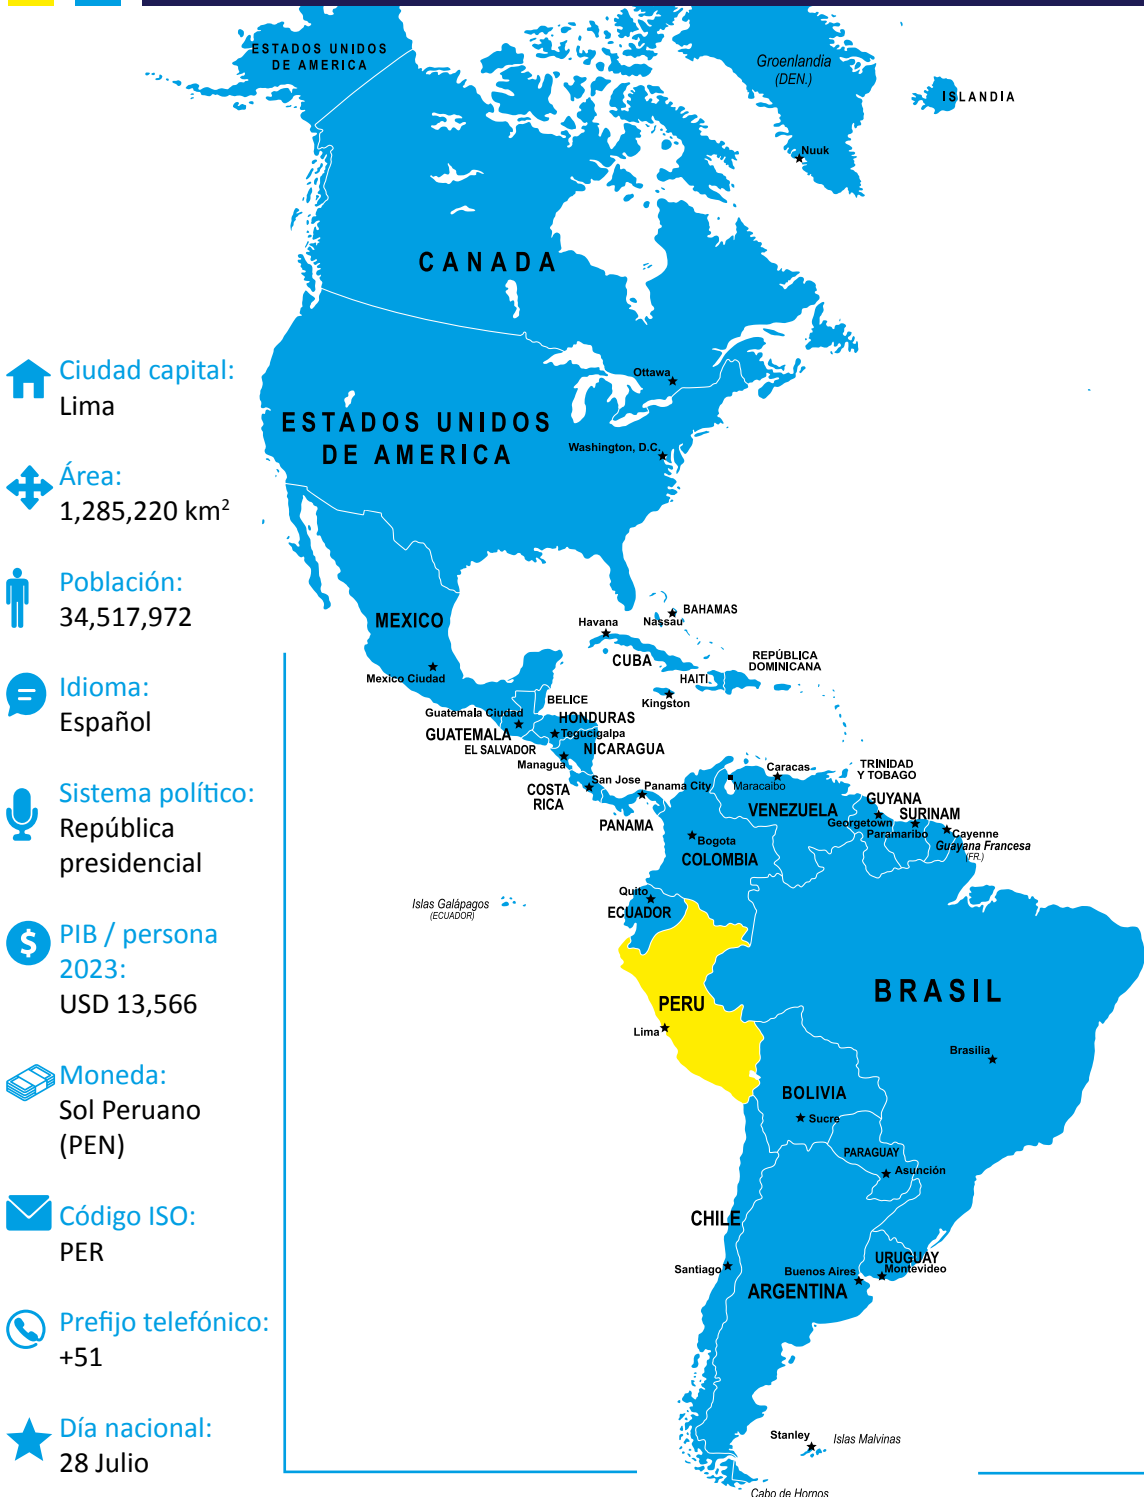 ESTADOS UNIDOS
DE AMERICA
Groenlandia
(DEN.)
ISLANDIA
Nuuk
CANADA
Ottawa
ESTADOS UNIDOS
DE AMERICA
Washington, D.C.
Ciudad capital:
Lima
Área:
1,285,220 km²
Población:
34,517,972
Idioma:
Español
Sistema político:
República
presidencial
PIB / persona
2023:
USD 13,566
Moneda:
Sol Peruano
(PEN)
Código ISO:
PER
Prefijo telefónico:
+51
Día nacional:
28 Julio
MEXICO
Mexico Ciudad
Havana
Nassau
BAHAMAS
CUBA
REPÚBLICA
DOMINICANA
HAITI
Kingston
BELICE
Guatemala Ciudad
HONDURAS
GUATEMALA
Tegucigalpa
EL SALVADOR
NICARAGUA
Managua
San Jose
COSTA
RICA
Panama City
PANAMA
Caracas
Maracaibo
TRINIDAD
Y TOBAGO
VENEZUELA
GUYANA
Georgetown
SURINAM
Paramaribo
Cayenne
Guayana Francesa
(FR.)
Bogota
COLOMBIA
Islas Galápagos
(ECUADOR)
Quito
ECUADOR
PERU
Lima
BRASIL
Brasilia
BOLIVIA
Sucre
PARAGUAY
Asunción
CHILE
Santiago
URUGUAY
Montevideo
Buenos Aires
ARGENTINA
Stanley
Islas Malvinas
Cabo de Hornos